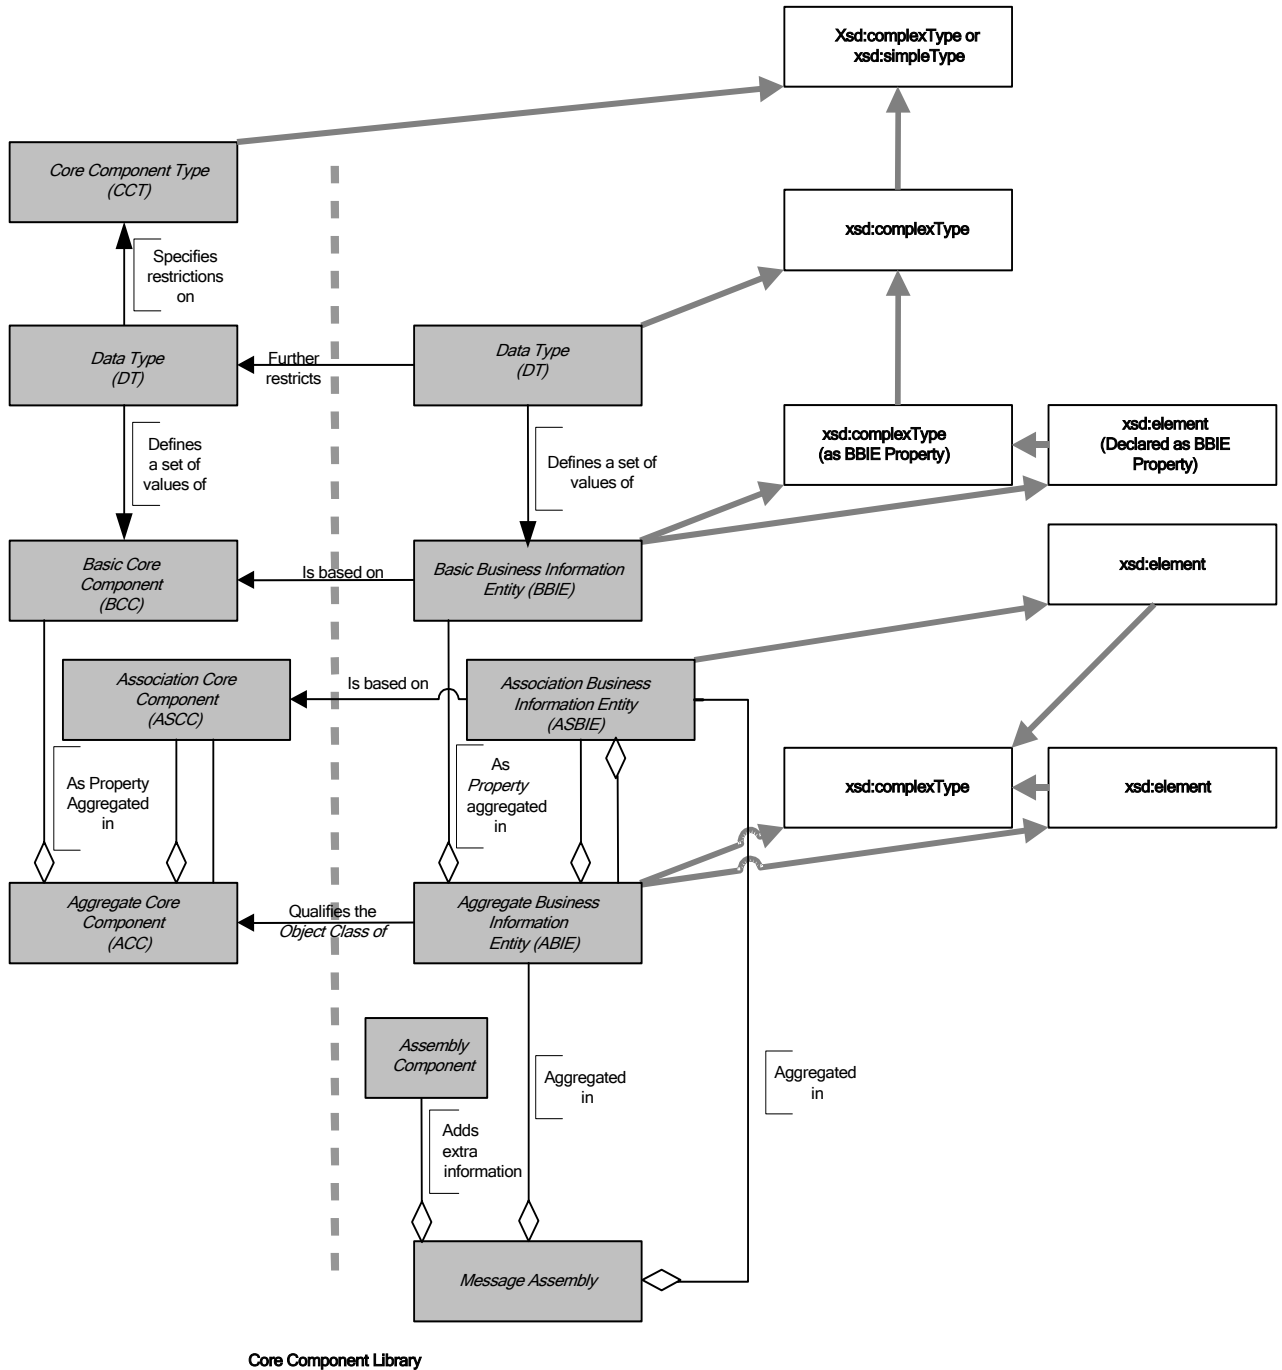 Xsd:complexType or
xsd:simpleType
Core Component Type
(CCT)
xsd:complexType
Specifies
restrictions
on
Data Type
(DT)
Further
restricts
Data Type
(DT)
xsd:complexType
(as BBIE Property)
xsd:element
(Declared as BBIE
Property)
Defines
a set of
values of
Defines a set of
values of
Basic Core
Component
(BCC)
Is based on
Basic Business Information
Entity (BBIE)
xsd:element
Association Core
Component
(ASCC)
Is based on
Association Business
Information Entity
(ASBIE)
As Property
Aggregated
in
As
Property
aggregated
in
xsd:complexType
xsd:element
Aggregate Core
Component
(ACC)
Qualifies the
Object Class of
Aggregate Business
Information
Entity (ABIE)
Assembly
Component
Aggregated
in
Aggregated
in
Adds
extra
information
Message Assembly
Core Component Library